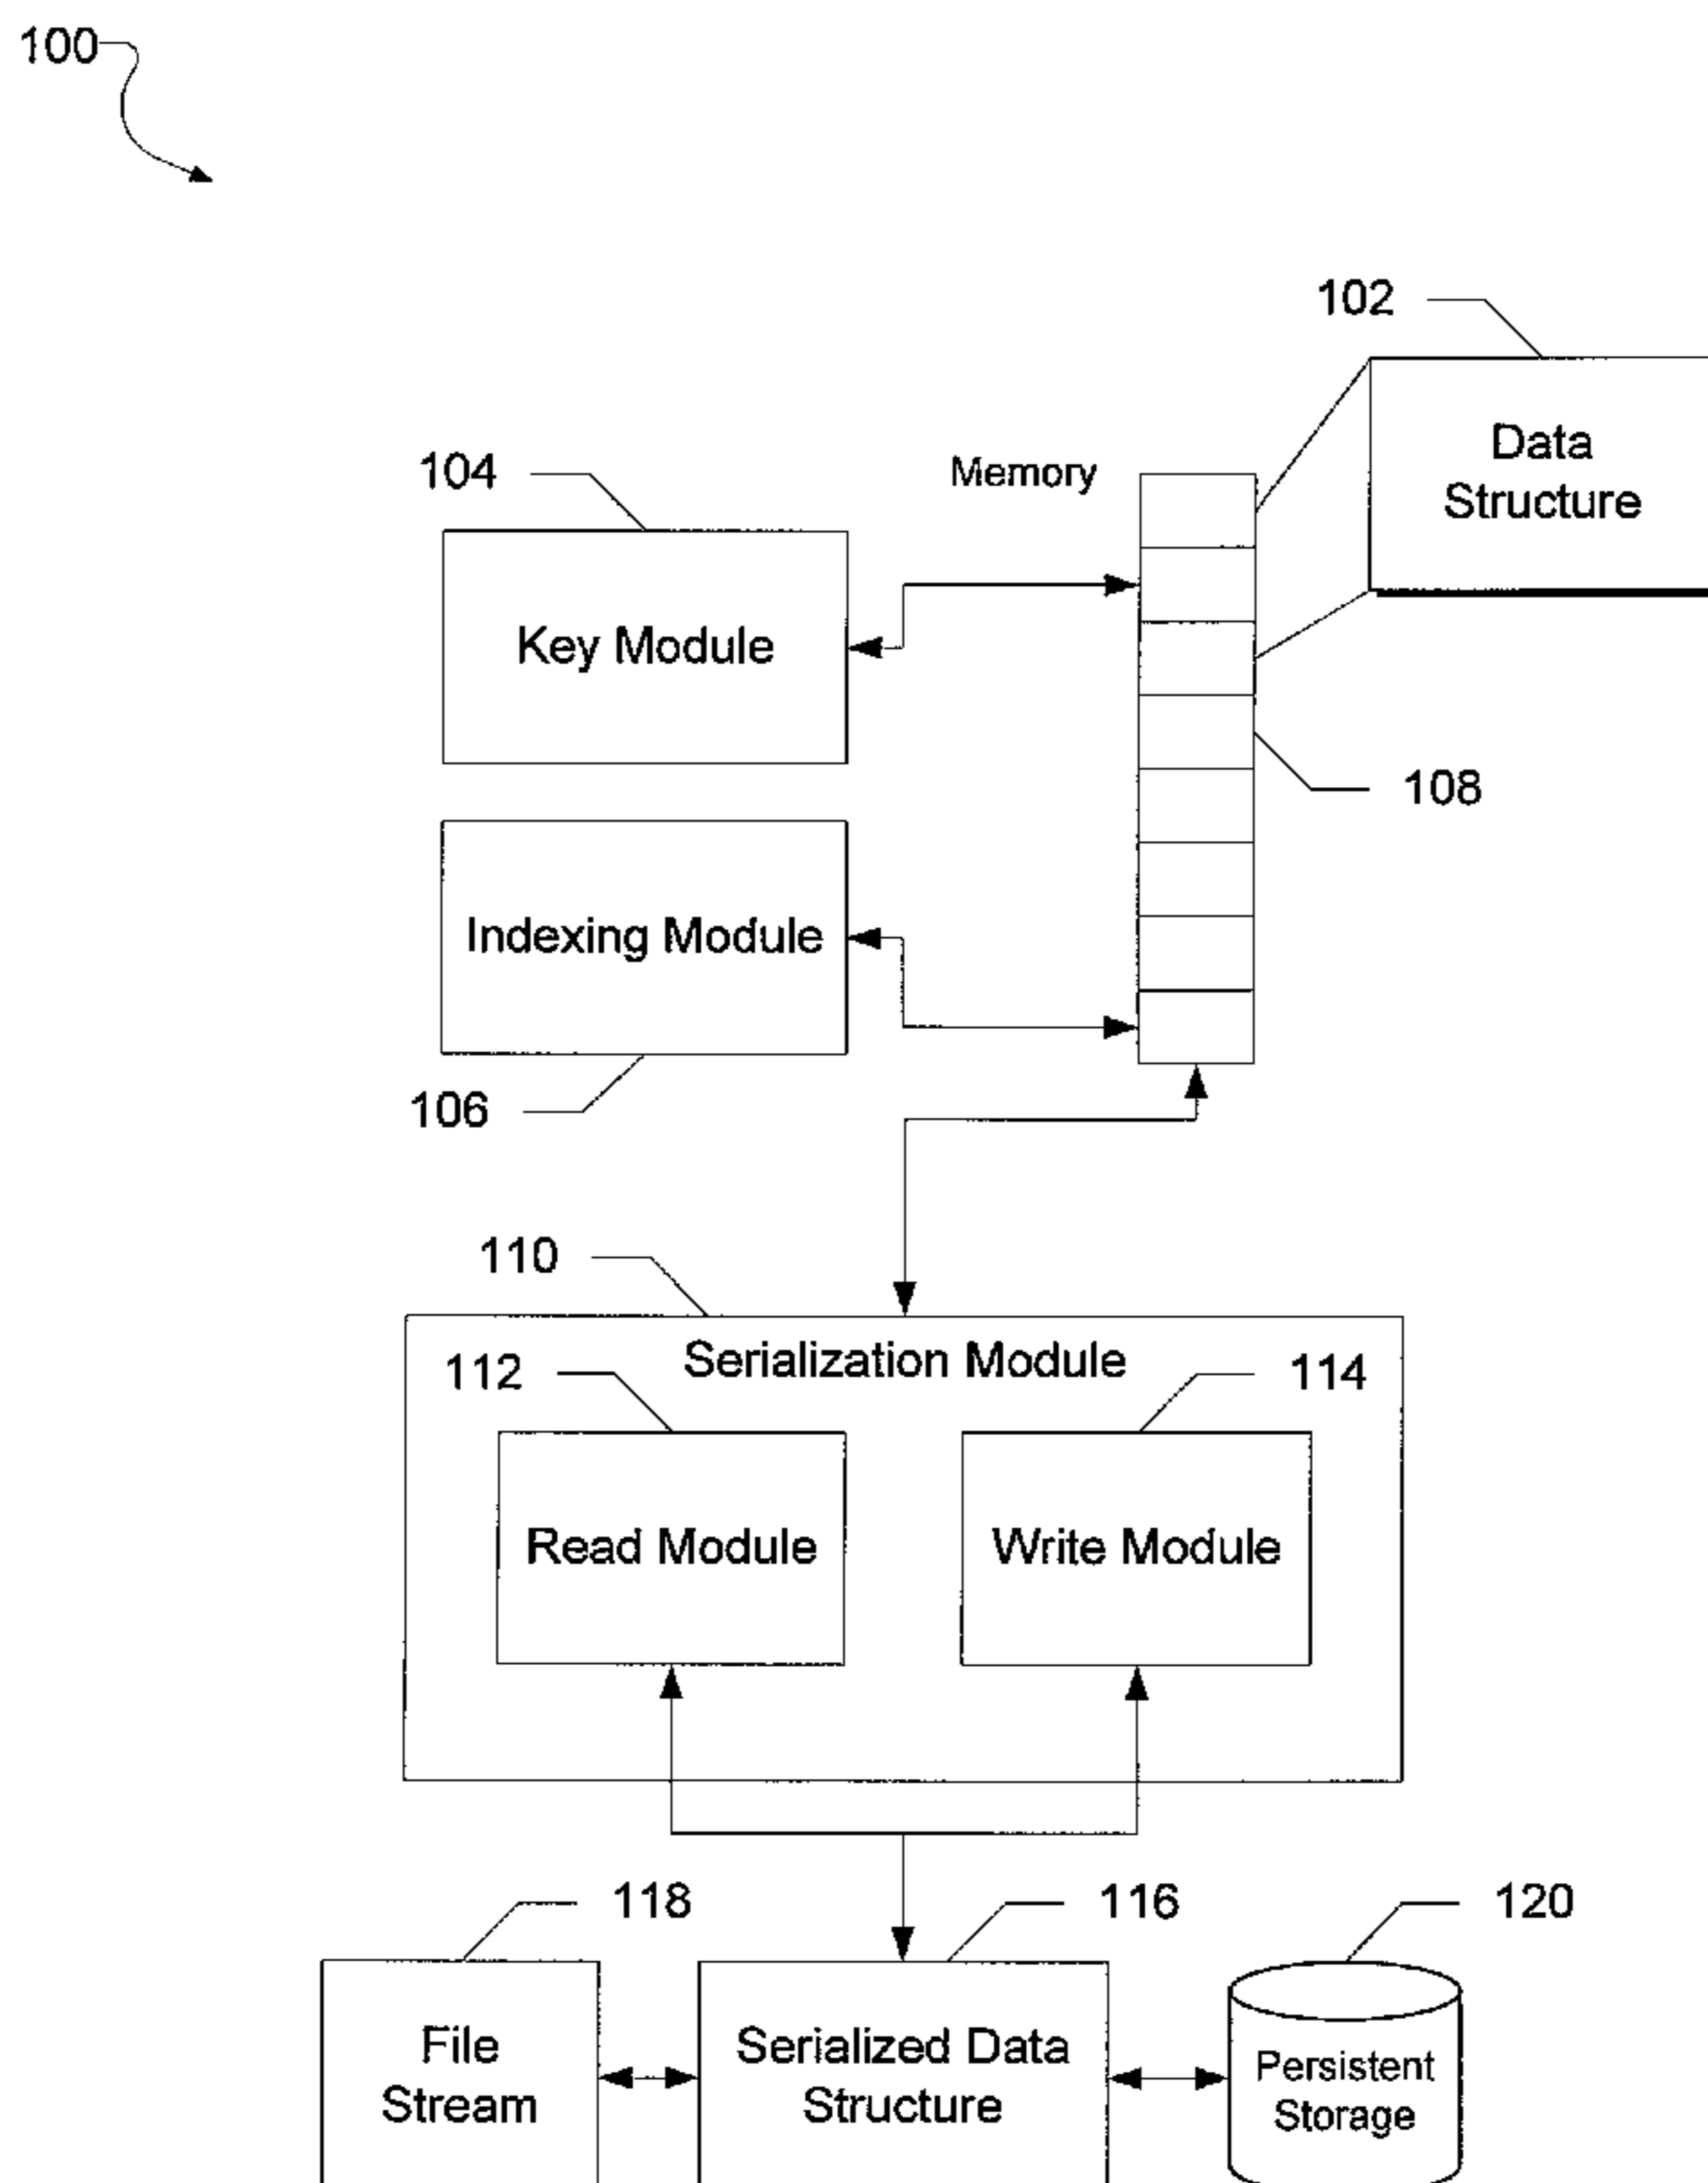 100
102
Data
Structure
104
Memory
Key Module
108
Indexing Module
106
110
Serialization Module
112
114
Read Module
Write Module
118
116
120
File
Stream
Serialized Data
Structure
Persistent
Storage